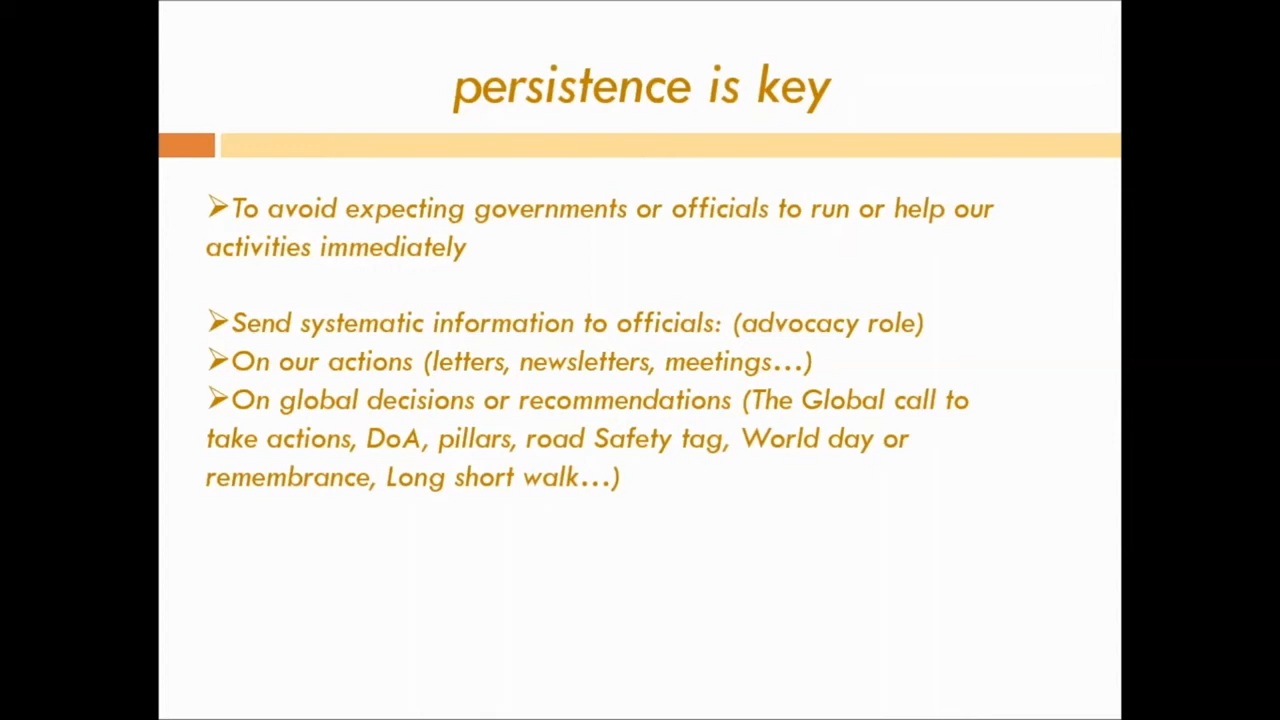 persistence is key
➢To avoid expecting governments or officials to run or help our
activities immediately
➢Send systematic information to officials: (advocacy role)
➢On our actions (letters, newsletters, meetings…)
➢On global decisions or recommendations (The Global call to
take actions, DoA, pillars, road Safety tag, World day or
remembrance, Long short walk…)